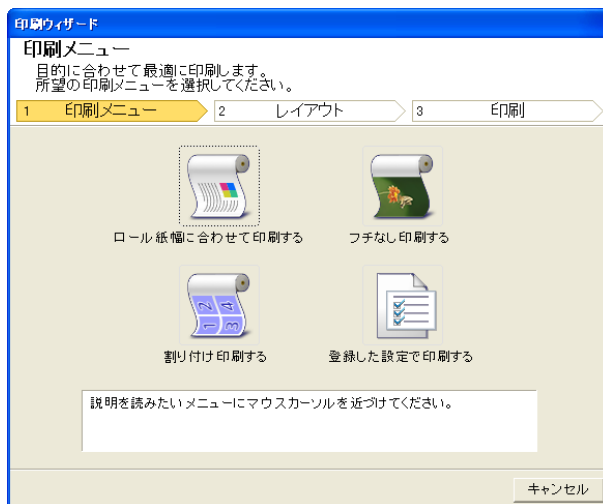 印刷ウィザード
印刷メニュー
目的に合わせて最適に印刷します。
所望の印刷メニューを選択してください。
1 印刷メニュー 2 レイアウト 3 印刷
ロール紙幅に合わせて印刷する フチなし印刷する
1 2 3 4
割り付け印刷する 登録した設定で印刷する
説明を読みたいメニューにマウスカーソルを近づけてください。
キャンセル